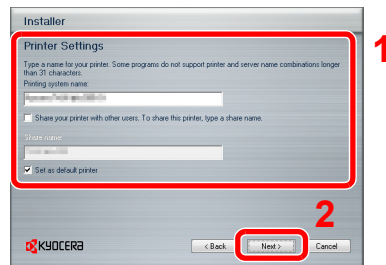 Installer
Printer Settings
1
Type a name for your printer. Some programs do not support printer and server name combinations longer
than 31 characters.
Printing system name:
Share your printer with other users. To share this printer, type a share name.
Share name:
Set as default printer
2
KYOCERA
< Back
Next >
Cancel